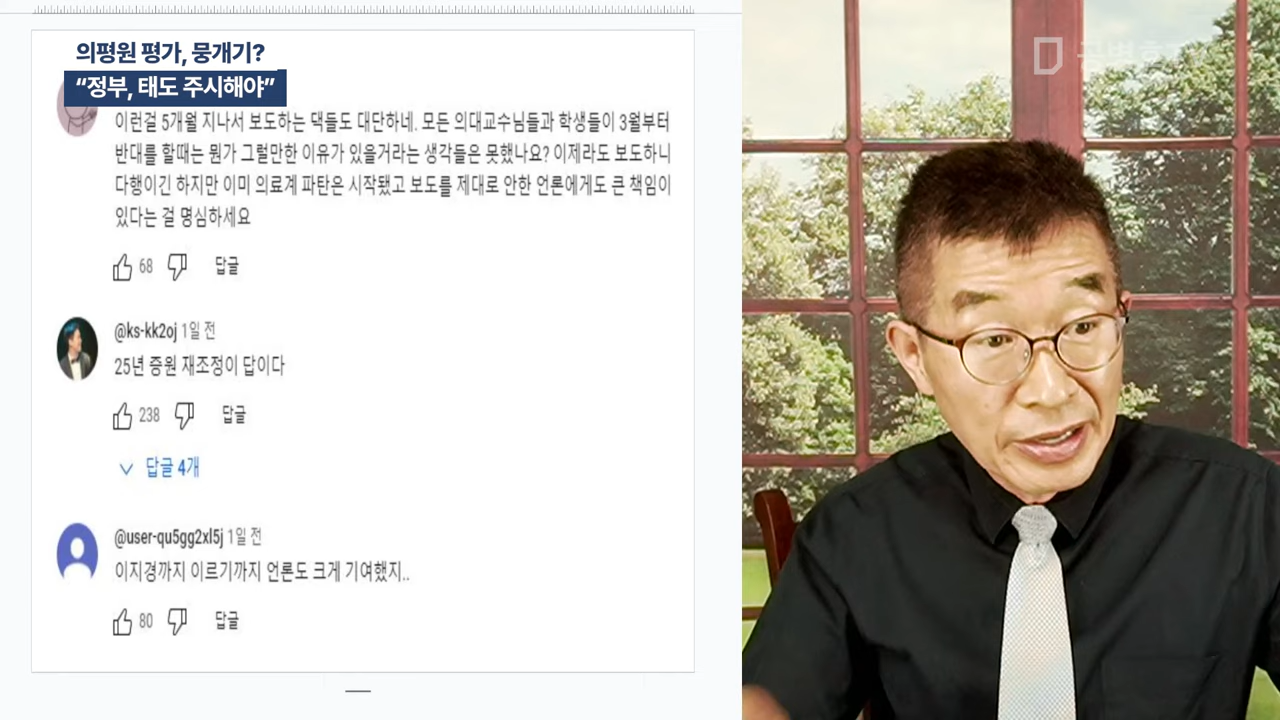 의평원 평가, 뭉개기?
“정부, 태도 주시해야”
이런걸 5개월 지나서 보도하는 댁들도 대단하네. 모든 의대교수님들과 학생들이 3월부터
반대를 할때는 뭔가 그럴만한 이유가 있을거라는 생각들은 못했나요? 이제라도 보도하니
다행이긴 하지만 이미 의료계 파탄은 시작됐고 보도를 제대로 안한 언론에게도 큰 책임이
있다는 걸 명심하세요
68 답글
@ks-kk2oj 1일 전
25년 증원 재조정이 답이다
238 답글
답글 4개
@user-qu5gg2xl5j 1일 전
이지경까지 이르기까지 언론도 크게 기여했지..
80 답글